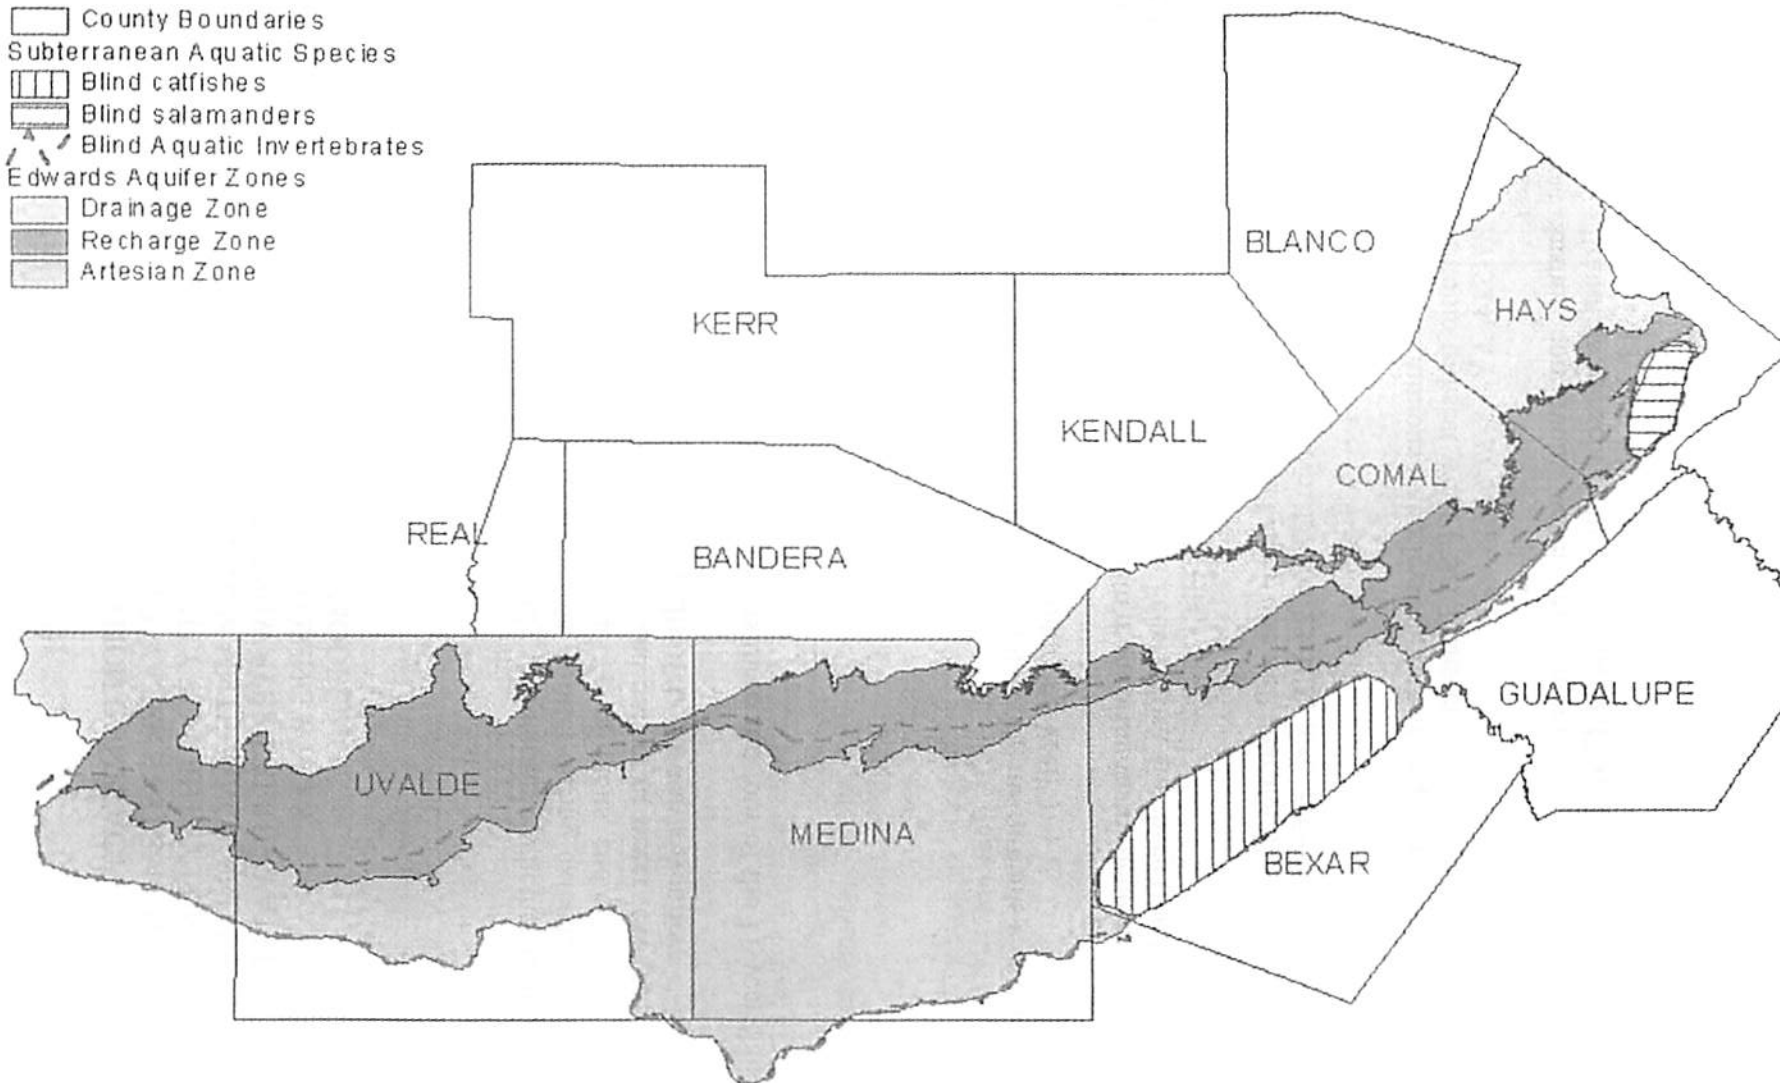 County Boundaries
Subterranean Aquatic Species
Blind catfishes
Blind salamanders
Blind Aquatic Invertebrates
Edwards Aquifer Zones
Drainage Zone
Recharge Zone
Artesian Zone
BLANCO
HAYS
KERR
KENDALL
COMAL
REAL
BANDERA
GUADALUPE
UVALDE
MEDINA
BEXAR